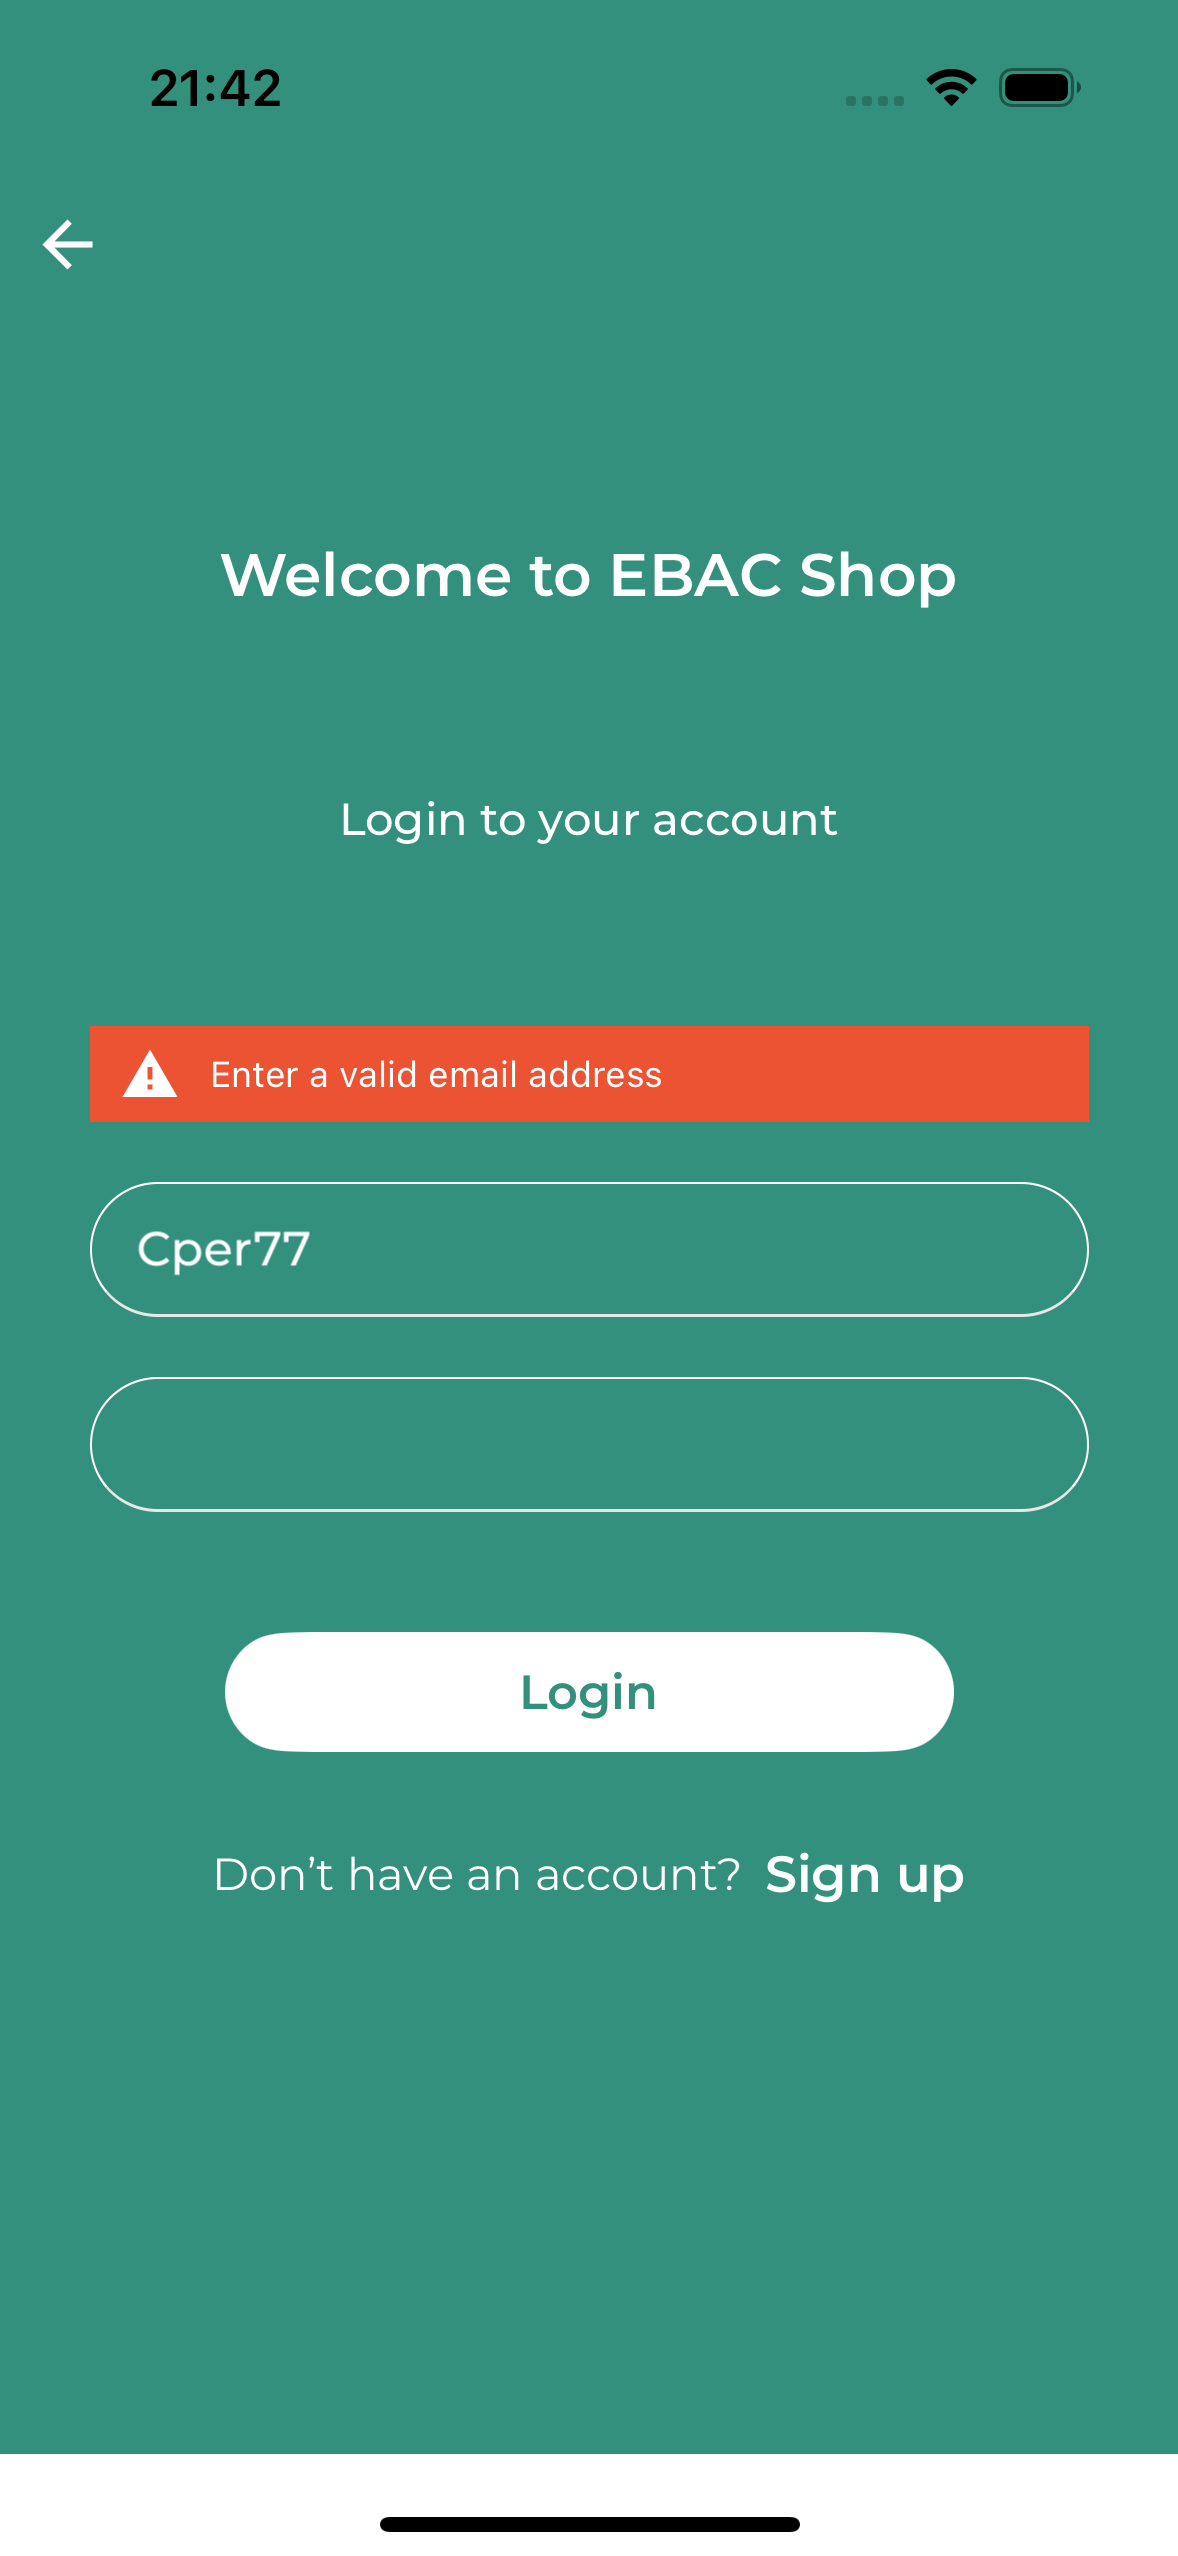 21:42
Welcome to EBAC Shop
Login to your account
Enter a valid email address
Cper77
Login
Don’t have an account? Sign up